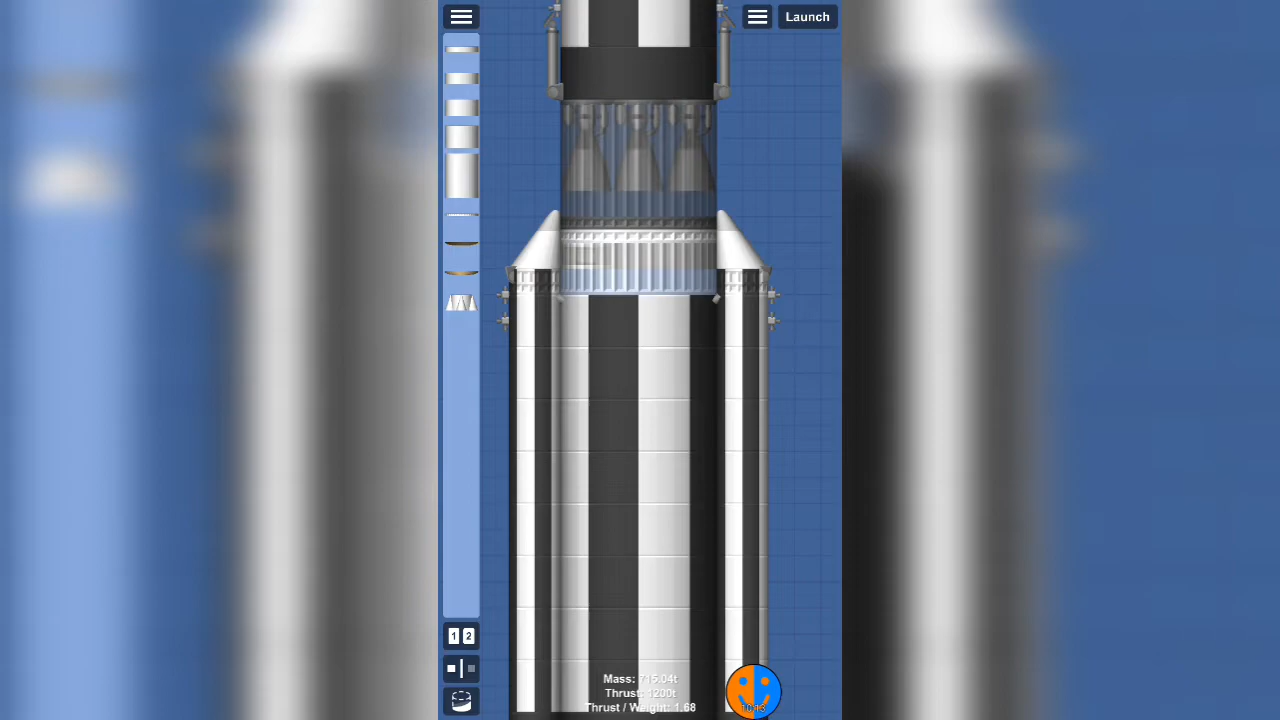 Launch
1 2
Mass: 715.04t
Thrust: 1200t
Thrust / Weight: 1.68